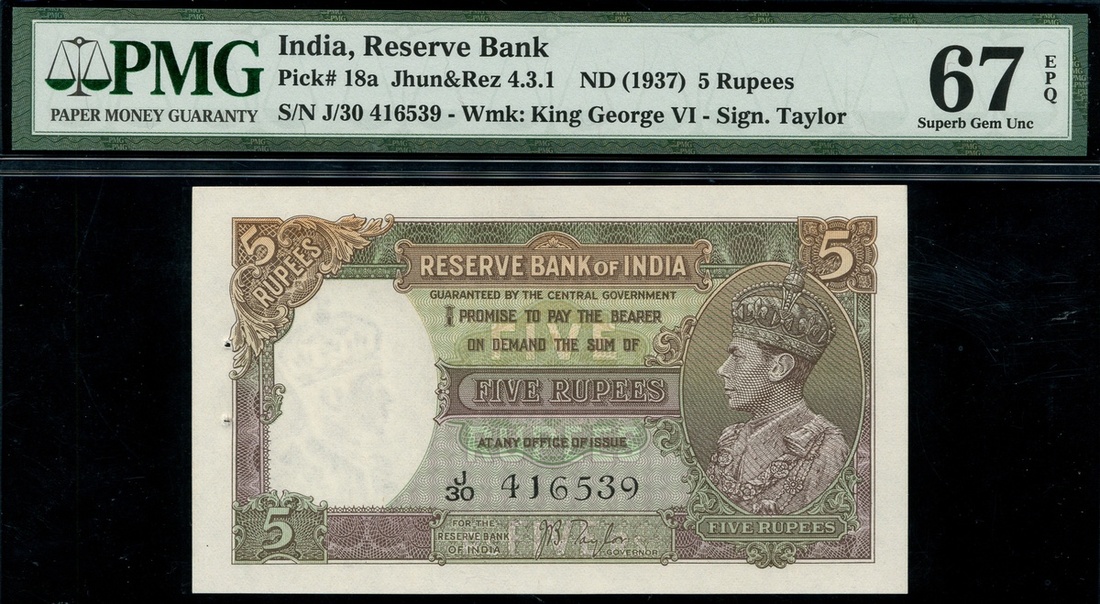 PMG
PAPER MONEY GUARANTY
India, Reserve Bank
Pick# 18a Jhun&Rez 4.3.1 ND (1937) 5 Rupees
S/N J/30 416539 - Wmk: King George VI - Sign. Taylor
67 EPQ
Superb Gem Unc
5 RUPEES
5
RESERVE BANK OF INDIA
GUARANTEED BY THE CENTRAL GOVERNMENT
I PROMISE TO PAY THE BEARER
FIVE
ON DEMAND THE SUM OF
FIVE RUPEES
RUPEES
AT ANY OFFICE OF ISSUE
J/30 416539
5
FOR THE
RESERVE BANK
OF INDIA
JB Taylor
GOVERNOR
FIVE RUPEES